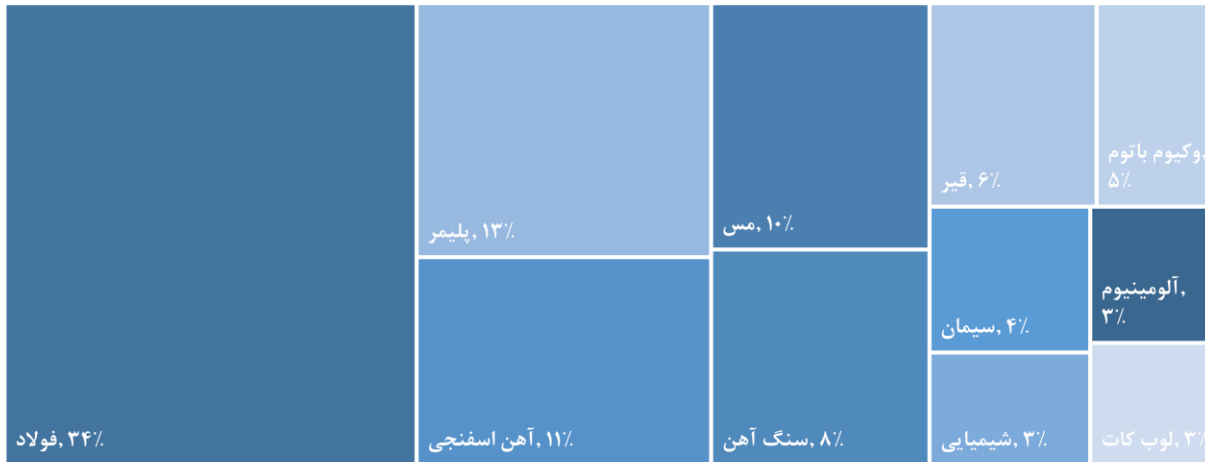 فولاد, ۳۴٪
پلیمر, ۱۳٪
آهن اسفنجی, ۱۱٪
مس, ۱۰٪
سنگ آهن, ۸٪
قیر, ۶٪
وکیوم باتوم,
۵٪
سیمان, ۴٪
آلومینیوم,
۳٪
شیمیایی, ۳٪
لوب کات, ۳٪